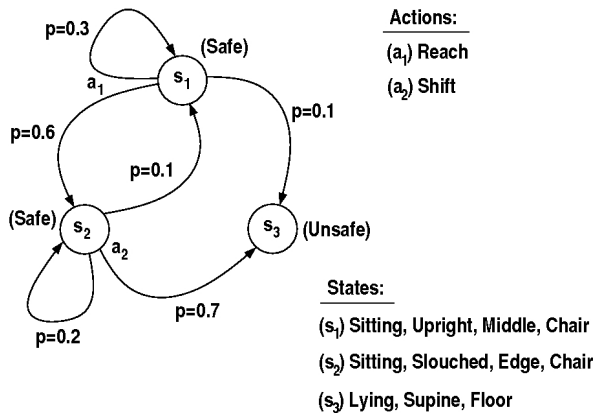 p=0.3
(Safe)
a1
s1
p=0.1
p=0.6
p=0.1
(Safe)
s2
a2
s3
(Unsafe)
p=0.7
p=0.2
Actions:
(a1) Reach
(a2) Shift
States:
(s1) Sitting, Upright, Middle, Chair
(s2) Sitting, Slouched, Edge, Chair
(s3) Lying, Supine, Floor